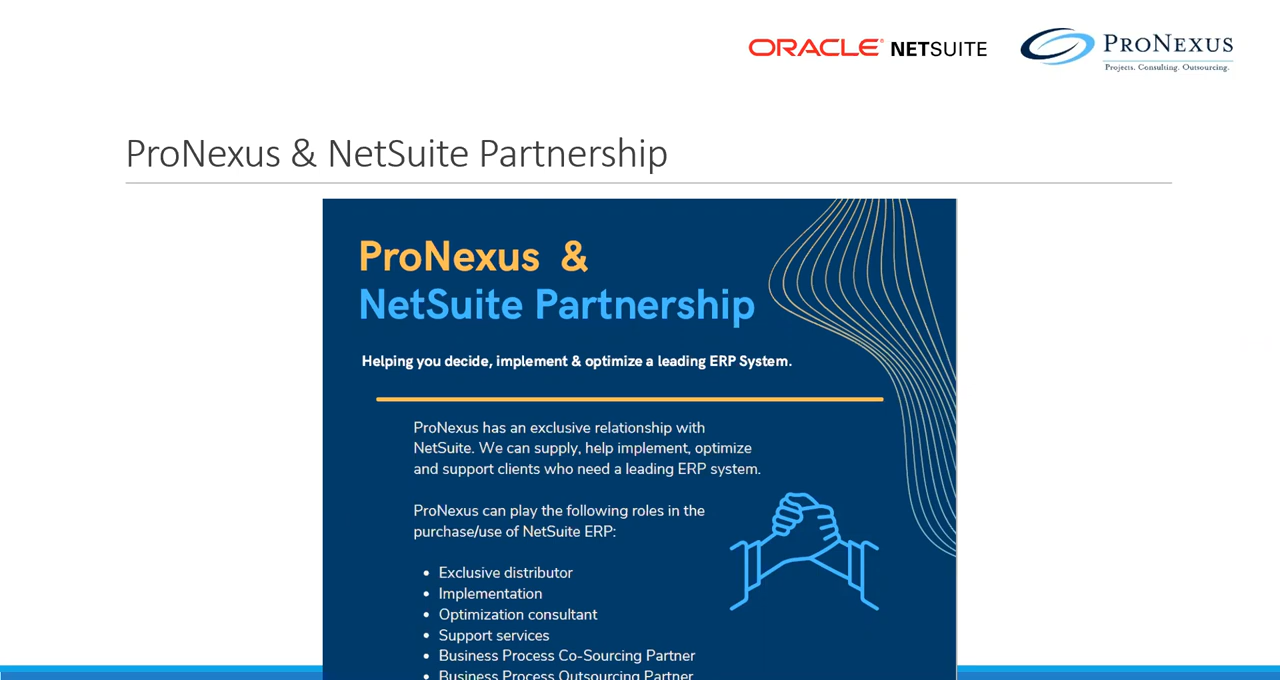 ORACLE® NETSUITE
PRONEXUS
Projects. Consulting. Outsourcing.
ProNexus & NetSuite Partnership
ProNexus &
NetSuite Partnership
Helping you decide, implement & optimize a leading ERP System.
ProNexus has an exclusive relationship with
NetSuite. We can supply, help implement, optimize
and support clients who need a leading ERP system.
ProNexus can play the following roles in the
purchase/use of NetSuite ERP:
• Exclusive distributor
• Implementation
• Optimization consultant
• Support services
• Business Process Co-Sourcing Partner
• Business Process Outsourcing Partner